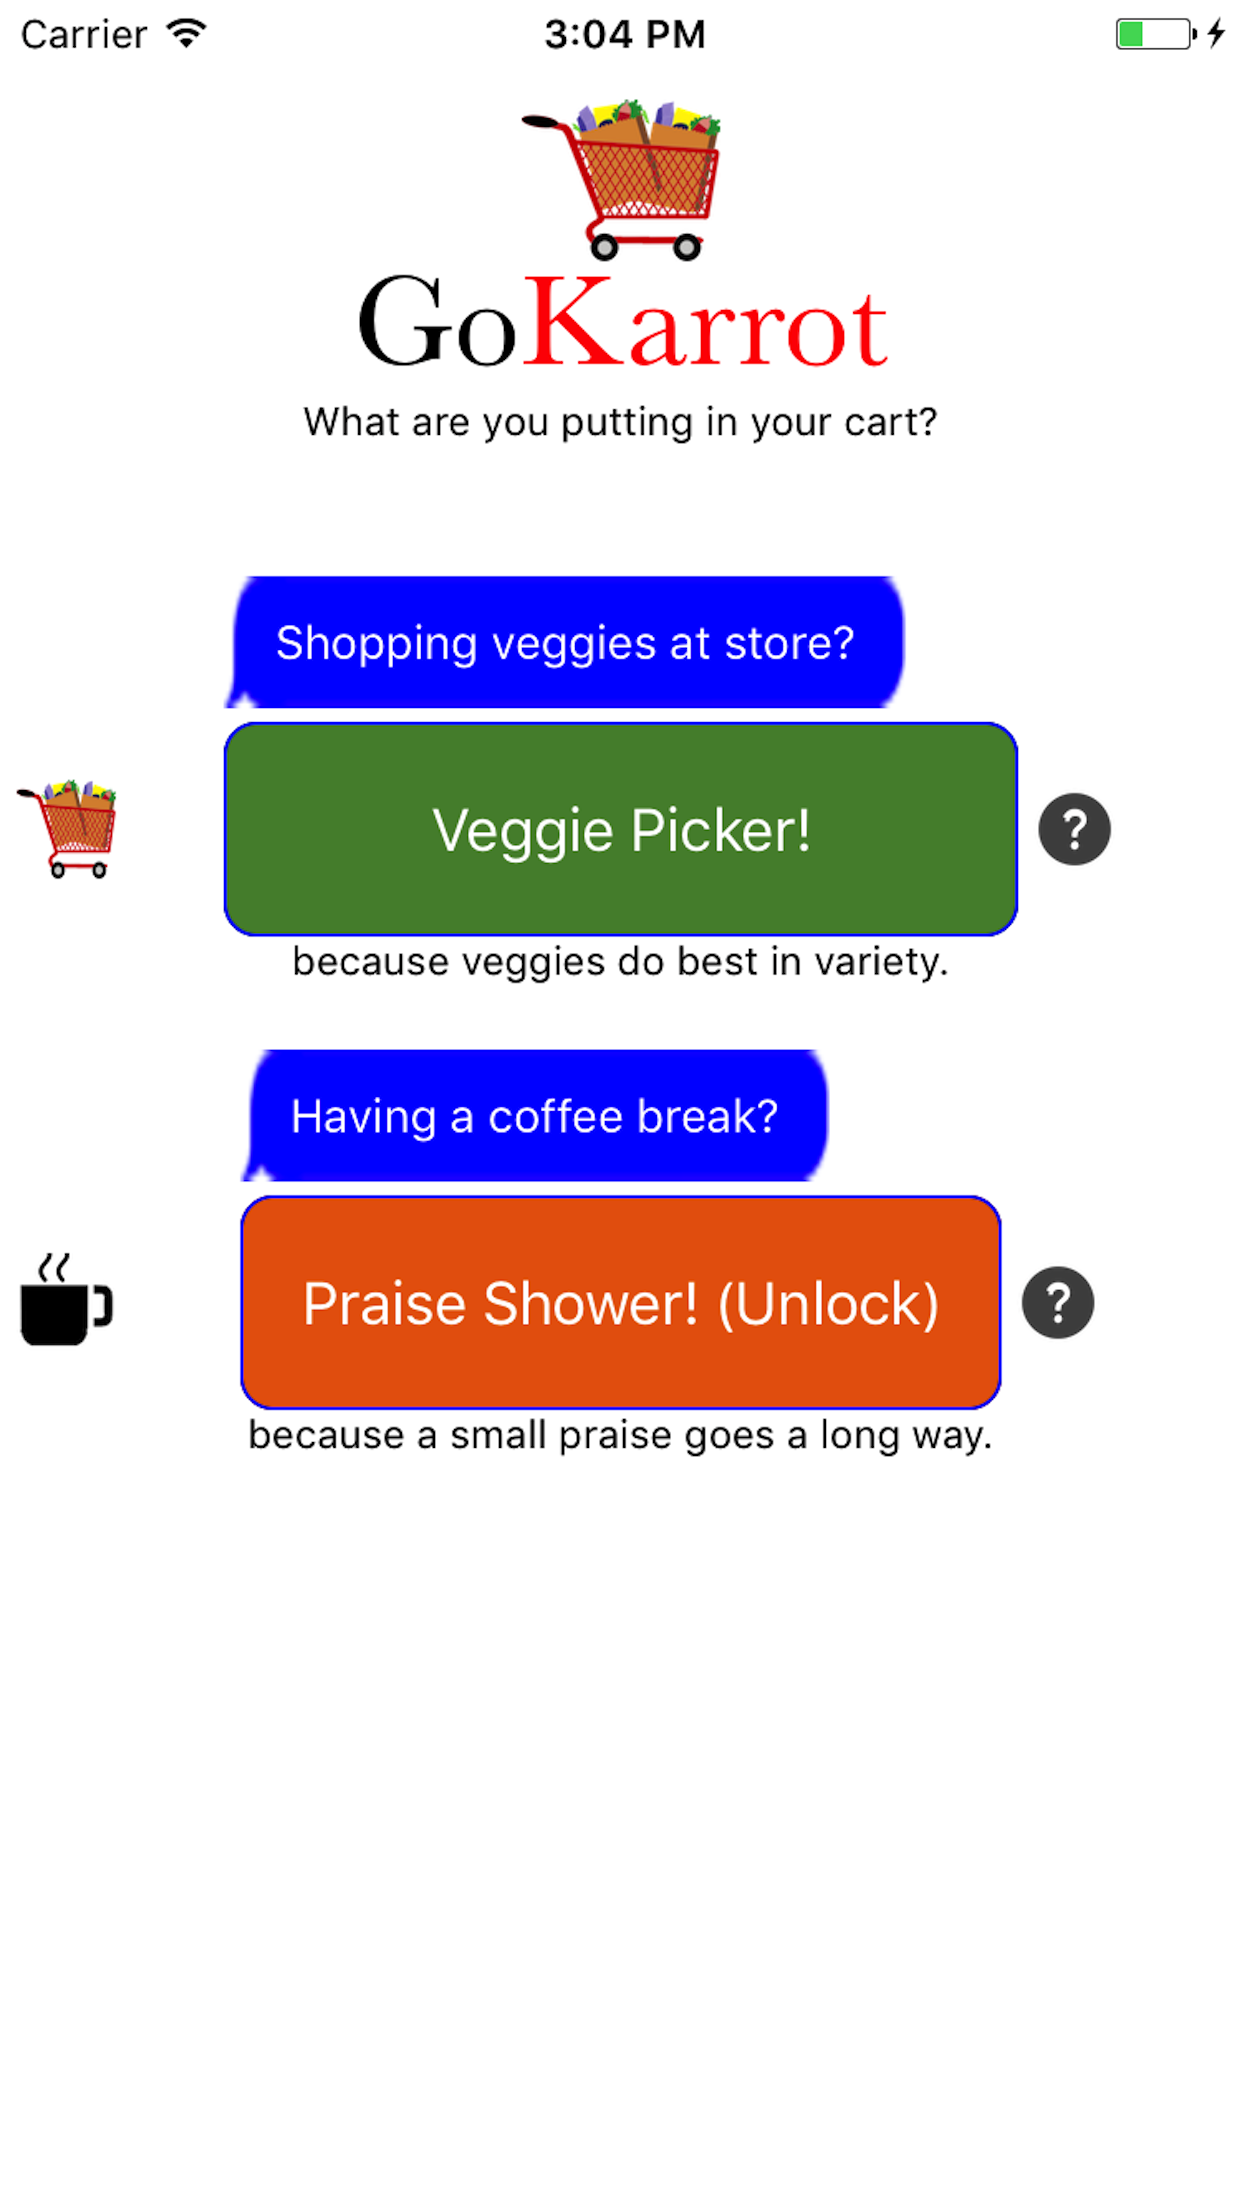 Carrier
3:04 PM
GoKarrot
What are you putting in your cart?
Shopping veggies at store?
Veggie Picker!
?
because veggies do best in variety.
Having a coffee break?
Praise Shower! (Unlock)
?
because a small praise goes a long way.